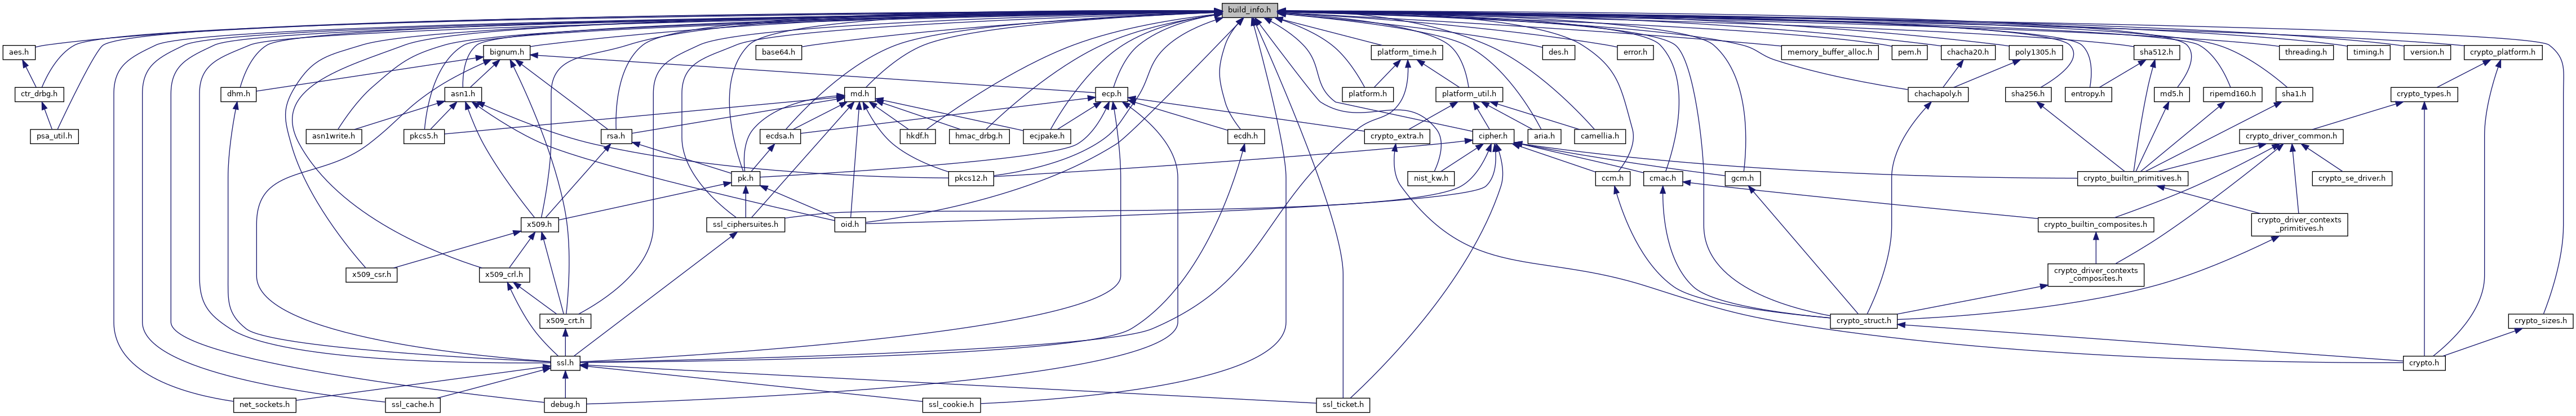 build_info.h
aes.h
bignum.h
base64.h
platform_time.h
des.h
error.h
memory_buffer_alloc.h
pem.h
chacha20.h
poly1305.h
sha512.h
threading.h
timing.h
version.h
crypto_platform.h
ctr_drbg.h
dhm.h
asn1.h
md.h
ecp.h
platform.h
platform_util.h
chachapoly.h
sha256.h
entropy.h
md5.h
ripemd160.h
sha1.h
crypto_types.h
psa_util.h
asn1write.h
pkcs5.h
rsa.h
ecdsa.h
hkdf.h
hmac_drbg.h
ecjpake.h
ecdh.h
crypto_extra.h
cipher.h
aria.h
camellia.h
crypto_driver_common.h
pk.h
pkcs12.h
nist_kw.h
ccm.h
cmac.h
gcm.h
crypto_builtin_primitives.h
crypto_se_driver.h
x509.h
ssl_ciphersuites.h
oid.h
crypto_builtin_composites.h
crypto_driver_contexts
_primitives.h
x509_csr.h
x509_crl.h
crypto_driver_contexts
_composites.h
x509_crt.h
crypto_struct.h
crypto_sizes.h
ssl.h
crypto.h
net_sockets.h
ssl_cache.h
debug.h
ssl_cookie.h
ssl_ticket.h